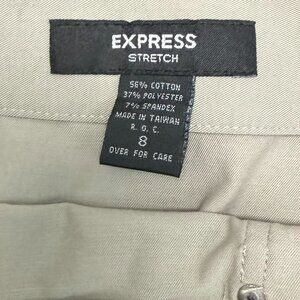 EXPRESS
STRETCH
56% COTTON
37% POLYESTER
7% SPANDEX
MADE IN TAIWAN
R. O. C.
8
OVER FOR CARE